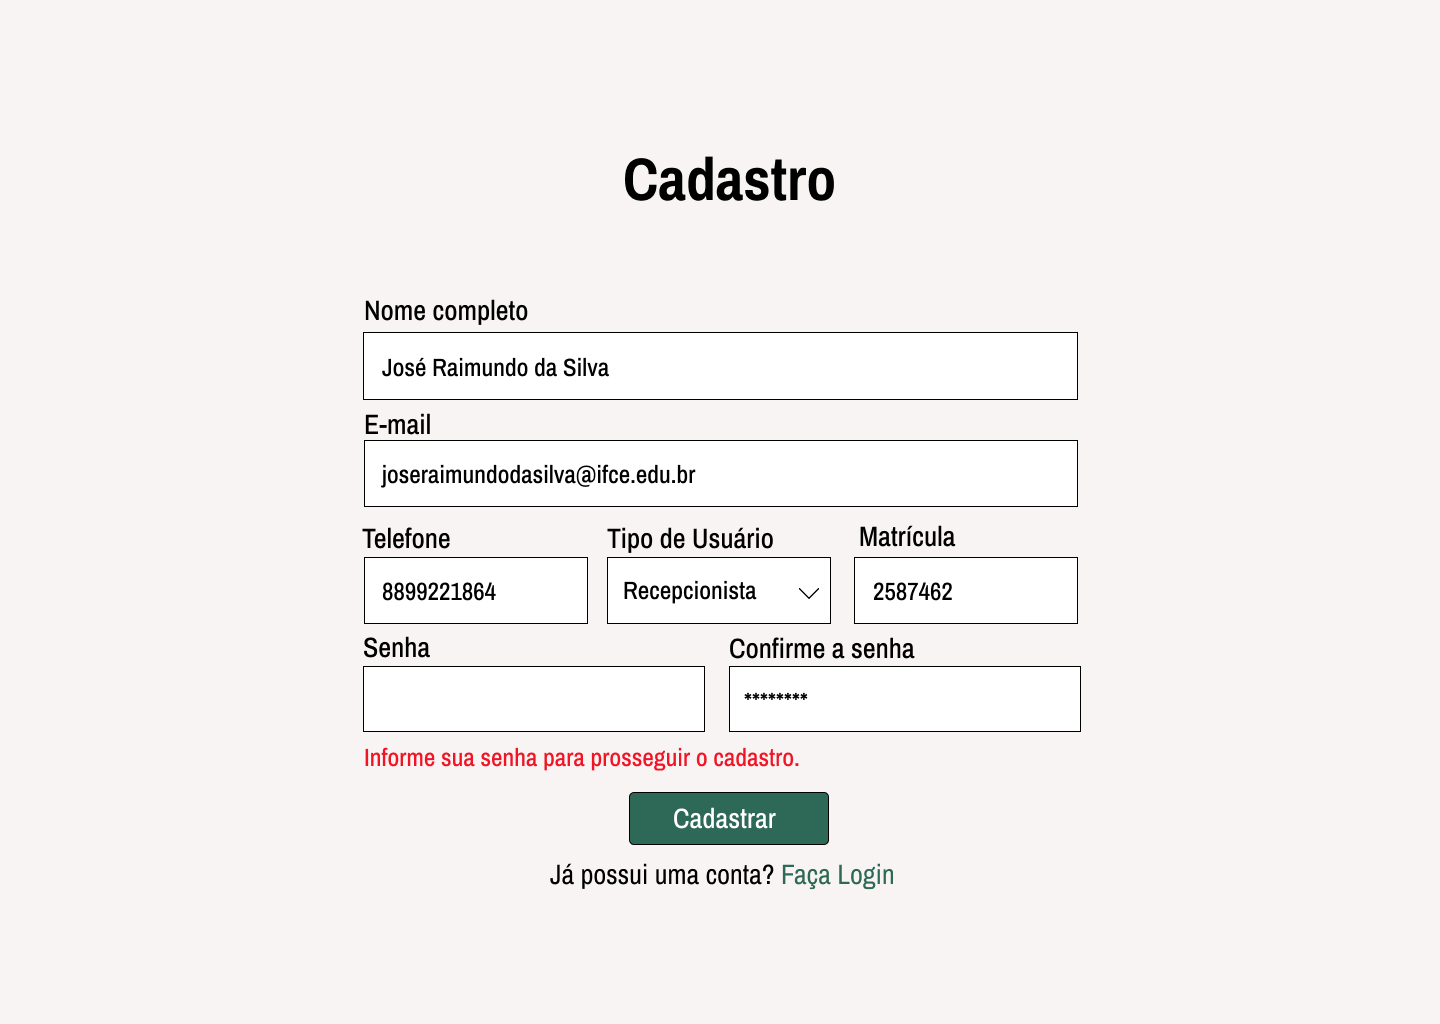 Cadastro
Nome completo
José Raimundo da Silva
E-mail
joseraimundodasilva@ifce.edu.br
Telefone Tipo de Usuário Matrícula
8899221864 Recepcionista 2587462
Senha Confirme a senha
********
Informe sua senha para prosseguir o cadastro.
Cadastrar
Já possui uma conta? Faça Login